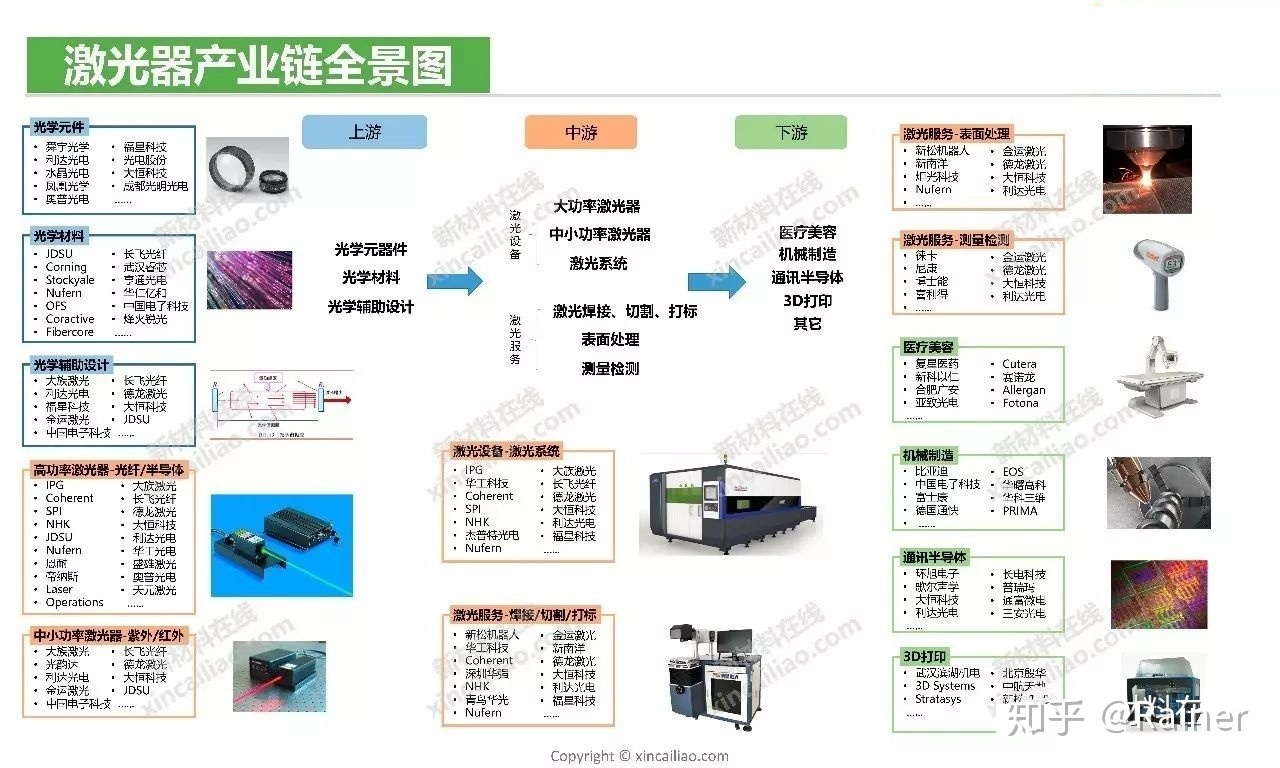 激光器产业链全景图
上游
中游
下游
光学元器件
光学材料
光学辅助设计
激光设备
大功率激光器
中小功率激光器
激光系统
激光服务
激光焊接、切割、打标
表面处理
测量检测
医疗美容
机械制造
通讯半导体
3D打印
其它
光学元件
舜宇光学
福星科技
利达光电
光电股份
水晶光电
大恒科技
凤凰光学
成都光明光电
奥普光电
......
光学材料
JDSU
长飞光纤
Corning
武汉睿芯
Stockyale
亨通光电
Nufern
华仁亿和
OFS
中国电子科技
Coractive
烽火锐光
Fibercore
......
光学辅助设计
大族激光
长飞光纤
利达光电
德龙激光
福星科技
大恒科技
金运激光
JDSU
中国电子科技
......
高功率激光器-光纤/半导体
IPG
大族激光
Coherent
长飞光纤
SPI
德龙激光
NHK
大恒科技
JDSU
利达光电
Nufern
华工光电
恩耐
盛雄激光
帝纳斯
奥普光电
Laser
天元激光
Operations
......
中小功率激光器-紫外/红外
大族激光
长飞光纤
光韵达
德龙激光
利达光电
大恒科技
金运激光
JDSU
中国电子科技
......
激光设备-激光系统
IPG
大族激光
华工科技
长飞光纤
Coerent
德龙激光
SPI
大恒科技
NHK
利达光电
杰普特光电
福星科技
Nufern
......
激光服务-焊接/切割/打标
新松机器人
金运激光
华工科技
新南洋
Coherent
德龙激光
深圳华强
大恒科技
NHK
利达光电
青鸟华光
福星科技
Nufern
......
激光服务-表面处理
新松机器人
金运激光
新南洋
德龙激光
炬光科技
大恒科技
Nufern
利达光电
......
激光服务-测量检测
徕卡
金运激光
尼康
德龙激光
博士能
大恒科技
喜利得
利达光电
......
医疗美容
复星医药
Cutera
新科以仁
赛诺龙
合肥广安
Allergan
亚致光电
Fotona
......
机械制造
比亚迪
EOS
中国电子科技
华曙高科
富士康
华科三维
德国通快
PRIMA
......
通讯半导体
环旭电子
长电科技
歌尔声学
普瑞玛
大恒科技
通富微电
利达光电
三安光电
......
3D打印
武汉滨湖机电
北京殷华
3D Systems
Stratasys
......
新材料在线
xincailiao.com
知乎 @Rainer
Copyright © xincailiao.com